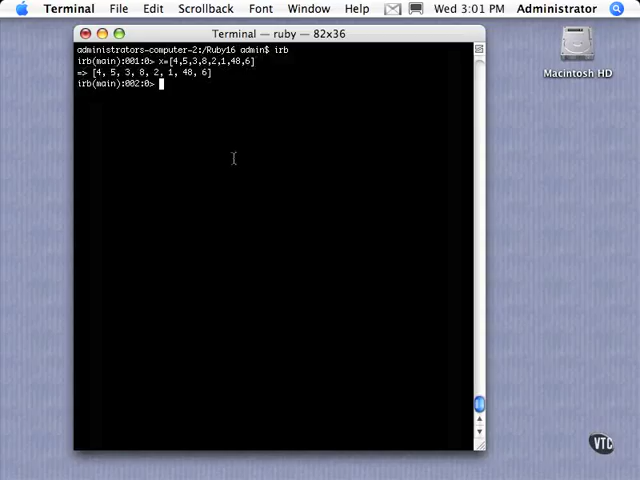 Terminal File Edit Scrollback Font Window Help Wed 3:01 PM Administrator
Terminal — ruby — 82x36
Macintosh HD
administrators-computer-2:/Ruby16 admin$ irb
irb(main):001:0> x=[4,5,3,8,2,1,48,6]
=> [4, 5, 3, 8, 2, 1, 48, 6]
irb(main):002:0>
VTC